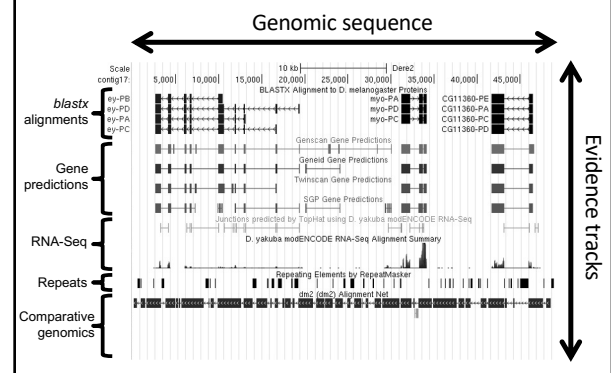 Genomic sequence
Scale 10 kb Dere2
contig17: 5,000 10,000 15,000 20,000 25,000 30,000 35,000 40,000 45,000
BLASTX Alignment to D. melanogaster Proteins
blastx alignments
ey-PB myo-PA CG11360-PE
ey-PD myo-PD CG11360-PA
ey-PA myo-PC CG11360-PC
ey-PC CG11360-PD
Gene predictions
Genscan Gene Predictions
Geneid Gene Predictions
Twinscan Gene Predictions
SGP Gene Predictions
RNA-Seq
Junctions predicted by TopHat using D. yakuba modENCODE RNA-Seq
D. yakuba modENCODE RNA-Seq Alignment Summary
Repeats
Repeating Elements by RepeatMasker
Comparative genomics
dm2 (dm2) Alignment Net
Evidence tracks